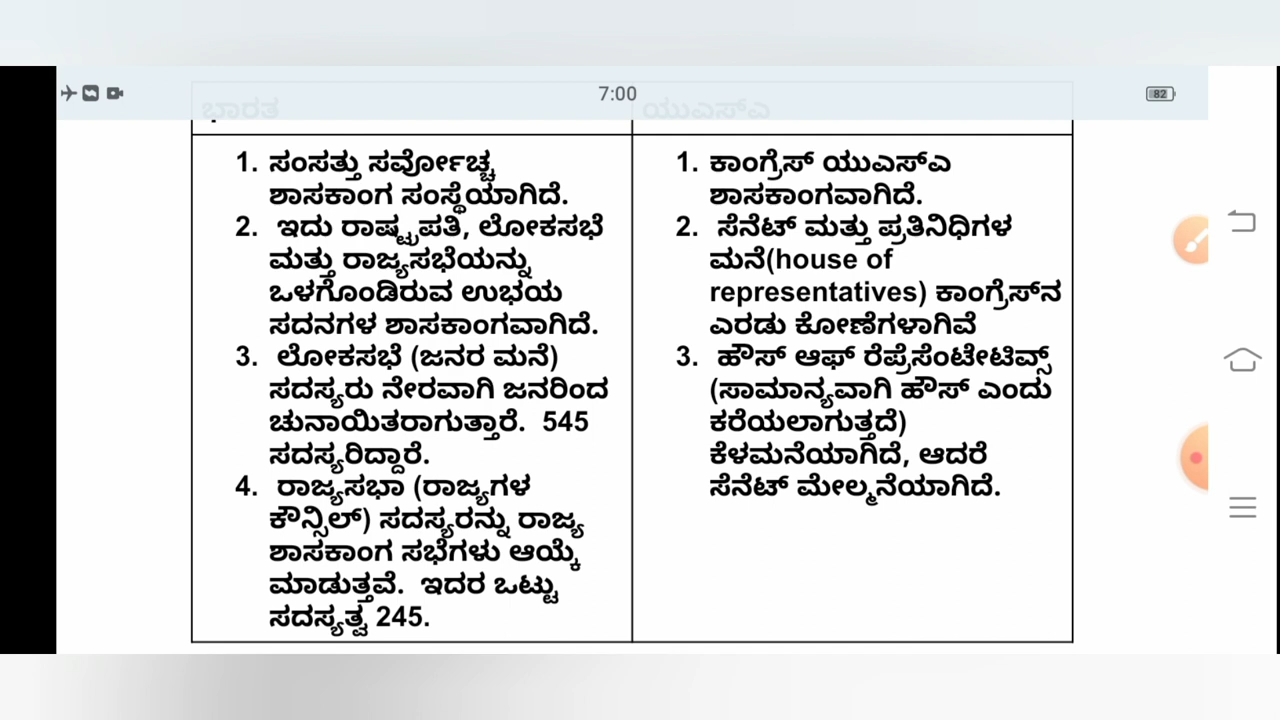 7:00
82
ಭಾರತ
ಯುಎಸ್ಎ
1. ಸಂಸತ್ತು ಸರ್ವೋಚ್ಚ
ಶಾಸಕಾಂಗ ಸಂಸ್ಥೆಯಾಗಿದೆ.
2. ಇದು ರಾಷ್ಟ್ರಪತಿ, ಲೋಕಸಭೆ
ಮತ್ತು ರಾಜ್ಯಸಭೆಯನ್ನು
ಒಳಗೊಂಡಿರುವ ಉಭಯ
ಸದನಗಳ ಶಾಸಕಾಂಗವಾಗಿದೆ.
3. ಲೋಕಸಭೆ (ಜನರ ಮನೆ)
ಸದಸ್ಯರು ನೇರವಾಗಿ ಜನರಿಂದ
ಚುನಾಯಿತರಾಗುತ್ತಾರೆ. 545
ಸದಸ್ಯರಿದ್ದಾರೆ.
4. ರಾಜ್ಯಸಭಾ (ರಾಜ್ಯಗಳ
ಕೌನ್ಸಿಲ್) ಸದಸ್ಯರನ್ನು ರಾಜ್ಯ
ಶಾಸಕಾಂಗ ಸಭೆಗಳು ಆಯ್ಕೆ
ಮಾಡುತ್ತವೆ. ಇದರ ಒಟ್ಟು
ಸದಸ್ಯತ್ವ 245.
1. ಕಾಂಗ್ರೆಸ್ ಯುಎಸ್ಎ
ಶಾಸಕಾಂಗವಾಗಿದೆ.
2. ಸೆನೆಟ್ ಮತ್ತು ಪ್ರತಿನಿಧಿಗಳ
ಮನೆ(house of
representatives) ಕಾಂಗ್ರೆಸ್‌ನ
ಎರಡು ಕೋಣೆಗಳಾಗಿವೆ
3. ಹೌಸ್ ಆಫ್ ರೆಪ್ರೆಸೆಂಟೇಟಿವ್ಸ್
(ಸಾಮಾನ್ಯವಾಗಿ ಹೌಸ್ ಎಂದು
ಕರೆಯಲಾಗುತ್ತದೆ)
ಕೆಳಮನೆಯಾಗಿದೆ, ಆದರೆ
ಸೆನೆಟ್ ಮೇಲ್ಮನೆಯಾಗಿದೆ.